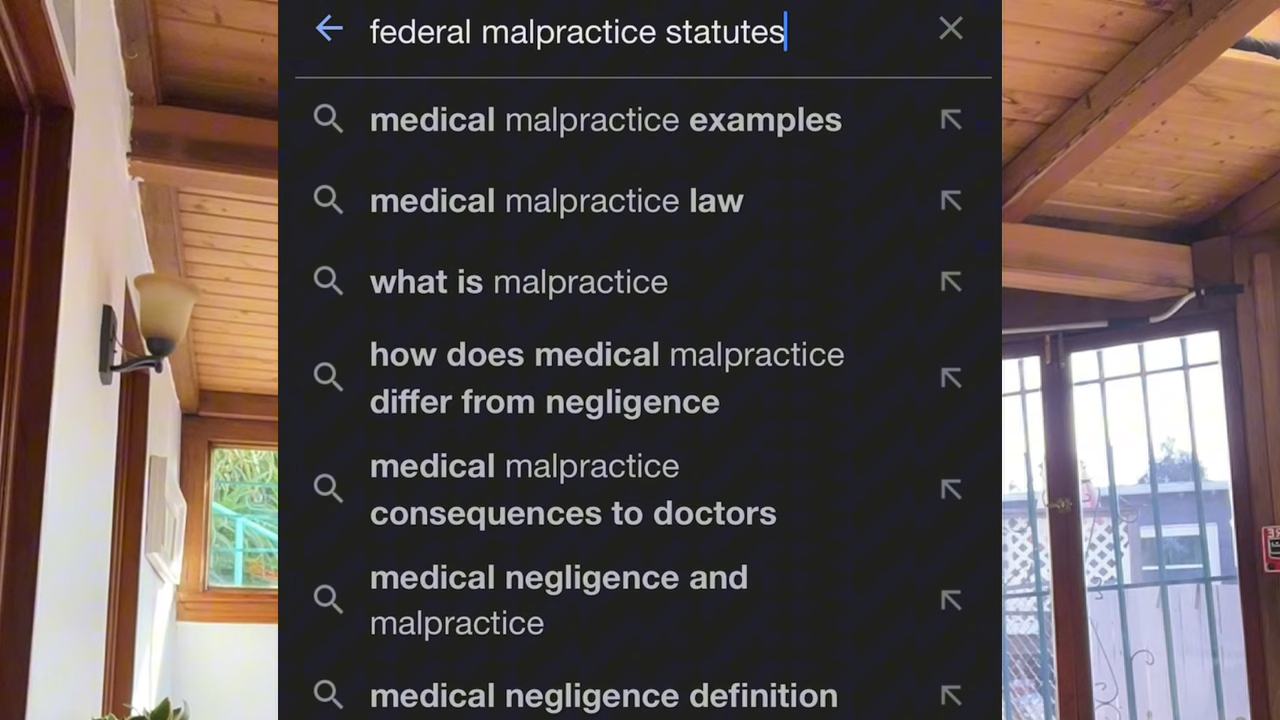 federal malpractice statutes
medical malpractice examples
medical malpractice law
what is malpractice
how does medical malpractice
differ from negligence
medical malpractice
consequences to doctors
medical negligence and
malpractice
medical negligence definition